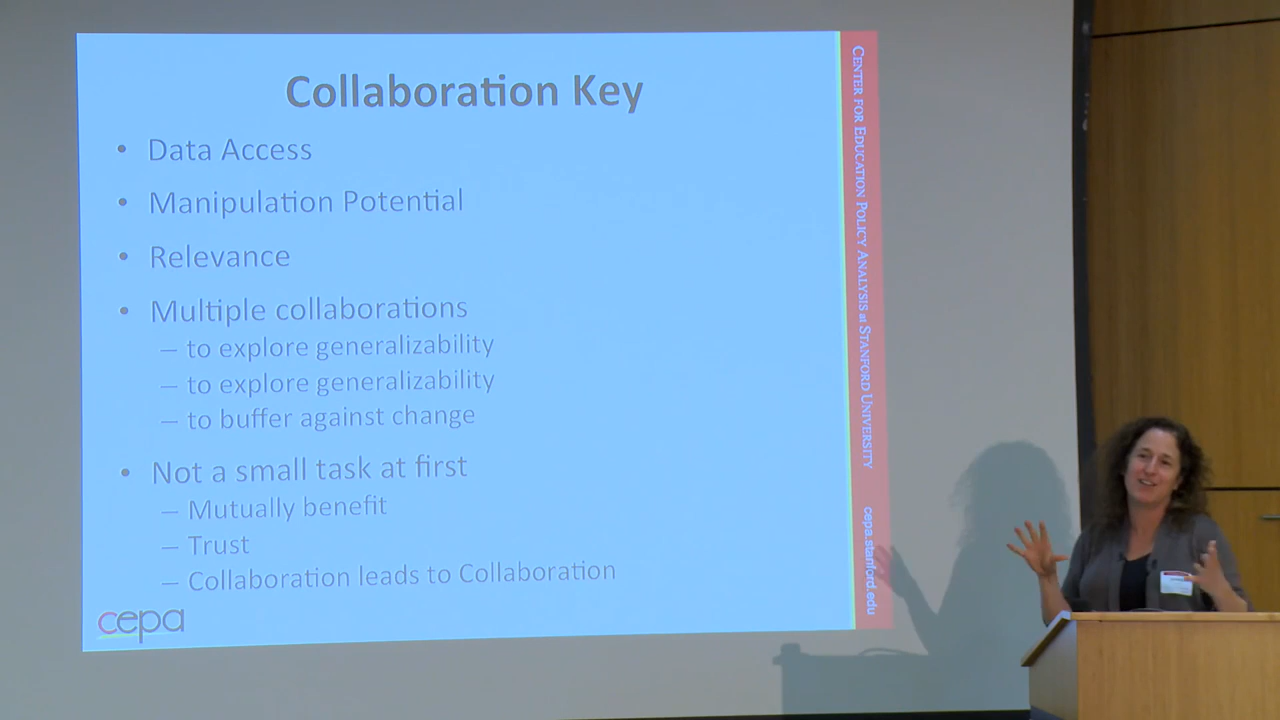 Collaboration Key
• Data Access
• Manipulation Potential
• Relevance
• Multiple collaborations
– to explore generalizability
– to explore generalizability
– to buffer against change
• Not a small task at first
– Mutually benefit
– Trust
– Collaboration leads to Collaboration
cepa
CENTER FOR EDUCATION POLICY ANALYSIS at STANFORD UNIVERSITY
cepa.stanford.edu